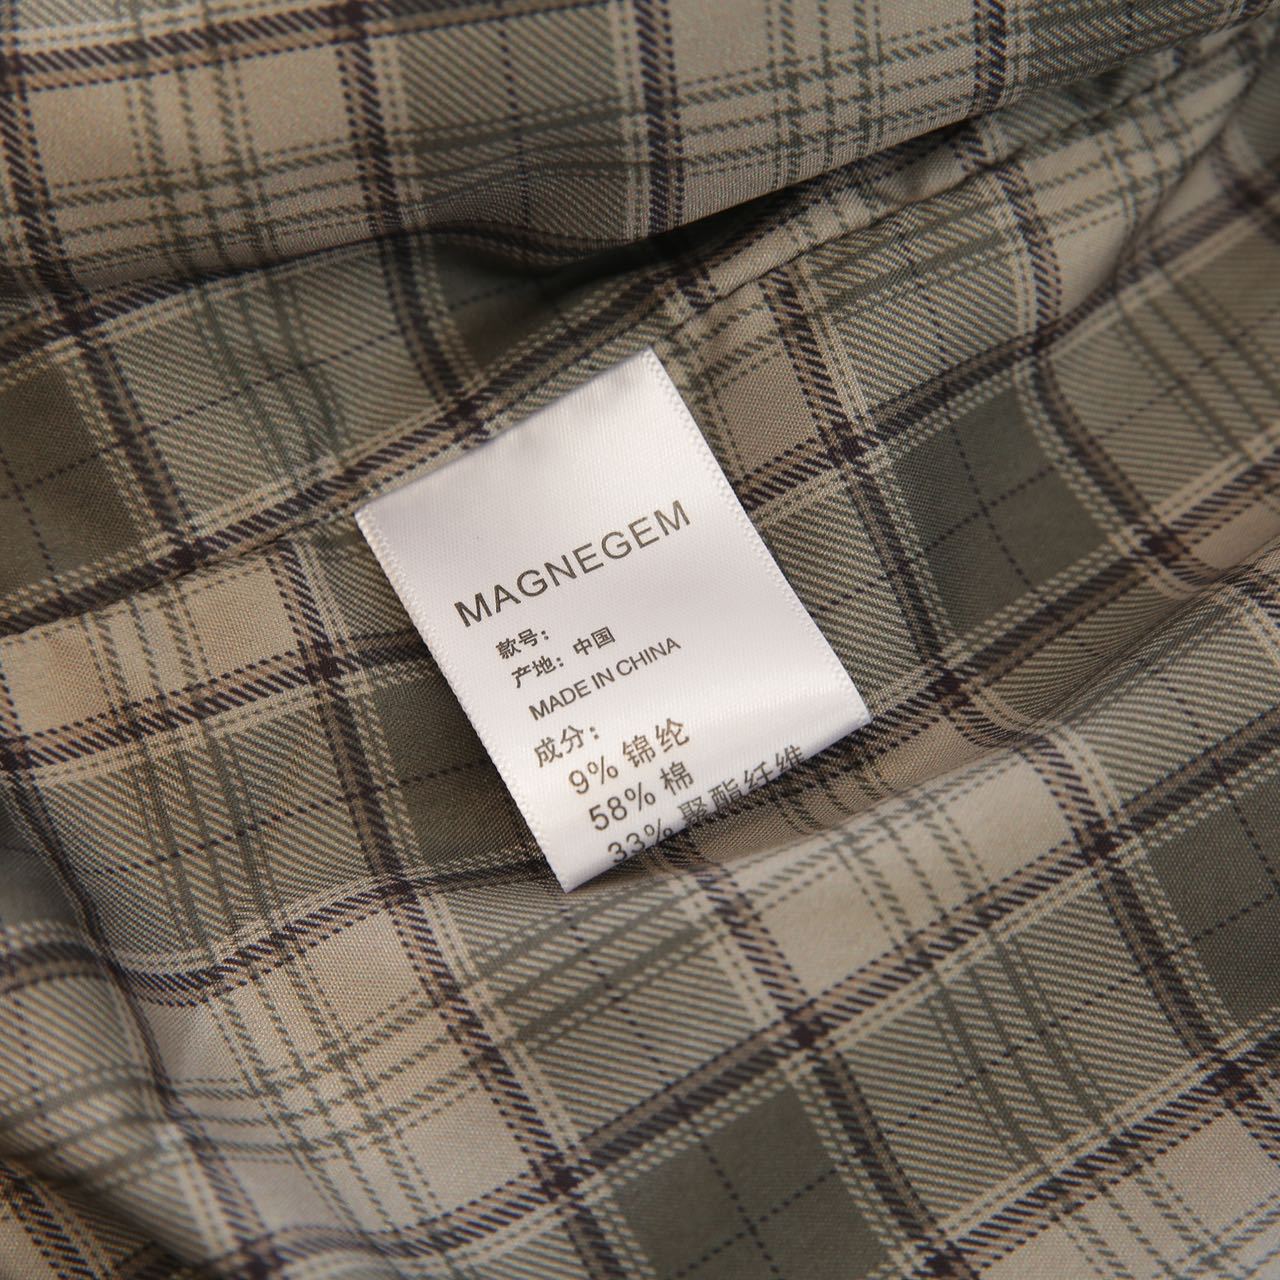 MAGNEGEM
款号:
产地: 中国
MADE IN CHINA
成分:
9% 锦纶
58% 棉
33% 聚酯纤维